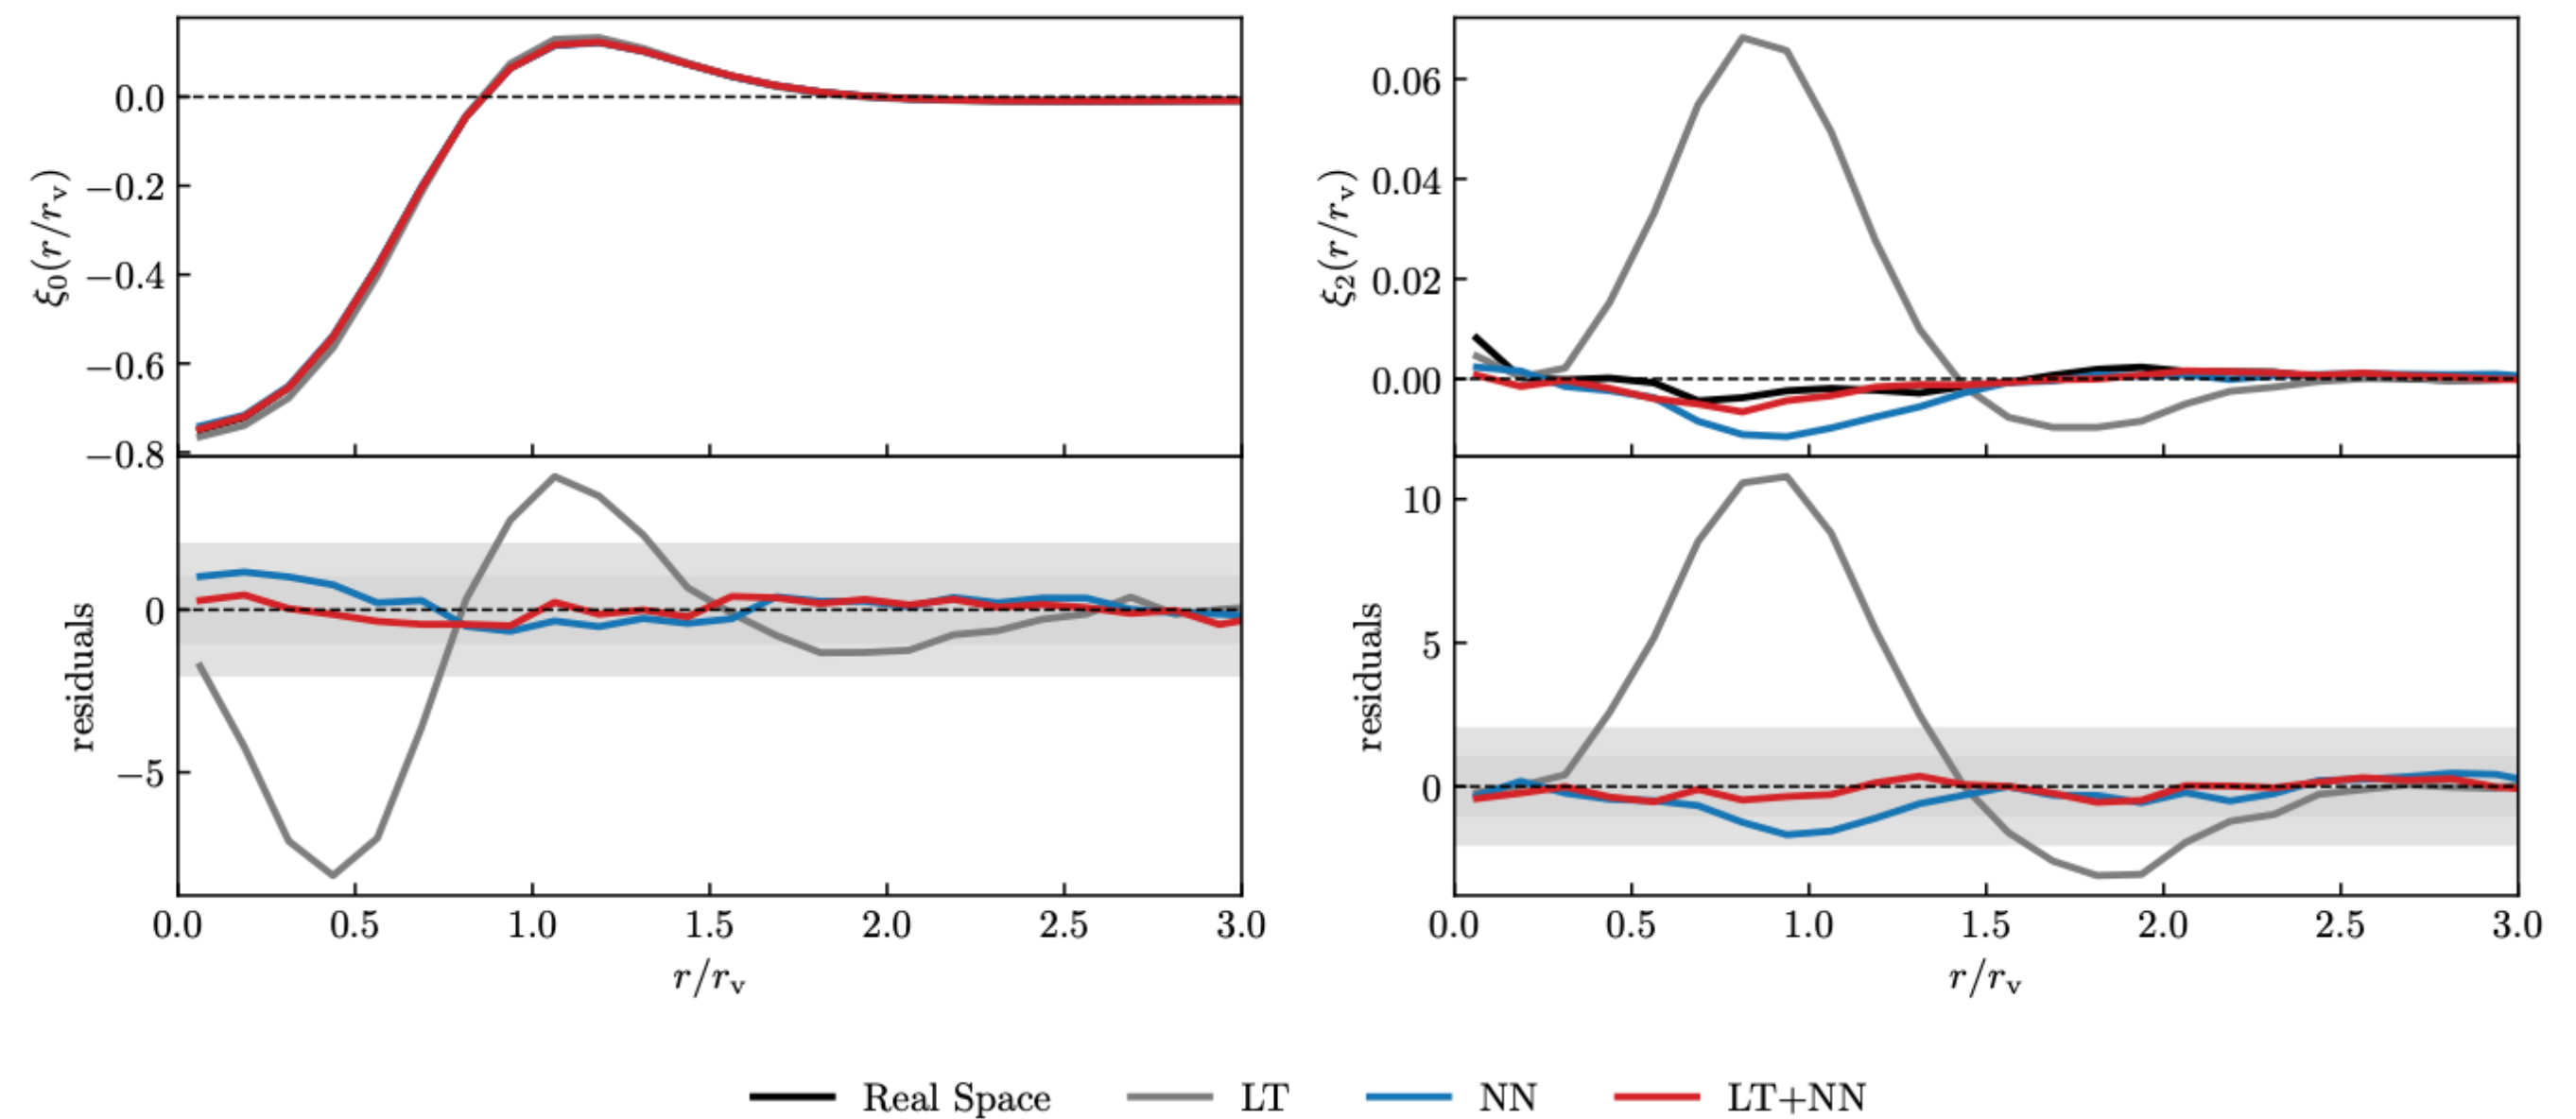 ξ₀(r/rᵥ)
0.0
−0.2
−0.4
−0.6
−0.8
ξ₂(r/rᵥ)
0.06
0.04
0.02
0.00
residuals
0
−5
residuals
10
5
0
0.0 0.5 1.0 1.5 2.0 2.5 3.0
0.0 0.5 1.0 1.5 2.0 2.5 3.0
r/rᵥ
r/rᵥ
Real Space LT NN LT+NN